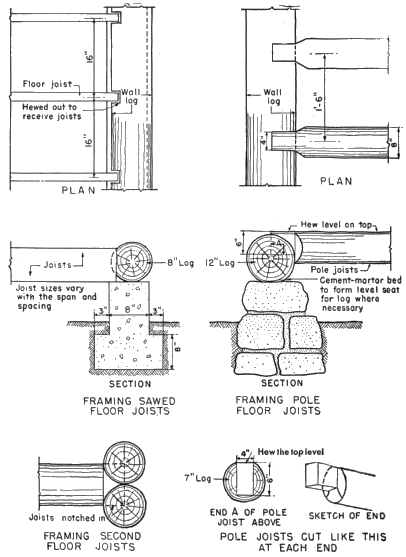 16"
Floor joist
Hewed out to
receive joists
Wall
log
16"
PLAN
Wall
log
1'-6"
4"
8"
PLAN
Joists
8" Log
Joist sizes vary
with the span and
spacing
3"
8"
3"
8"
SECTION
FRAMING SAWED
FLOOR JOISTS
Hew level on top
6"
A
12" Log
Pole joists
Cement-mortar bed
to form level seat
for log where
necessary
SECTION
FRAMING POLE
FLOOR JOISTS
Joists notched in
FRAMING SECOND
FLOOR JOISTS
4"
Hew the top level
7" Log
6"
END A OF POLE
JOIST ABOVE
SKETCH OF END
POLE JOISTS CUT LIKE THIS
AT EACH END